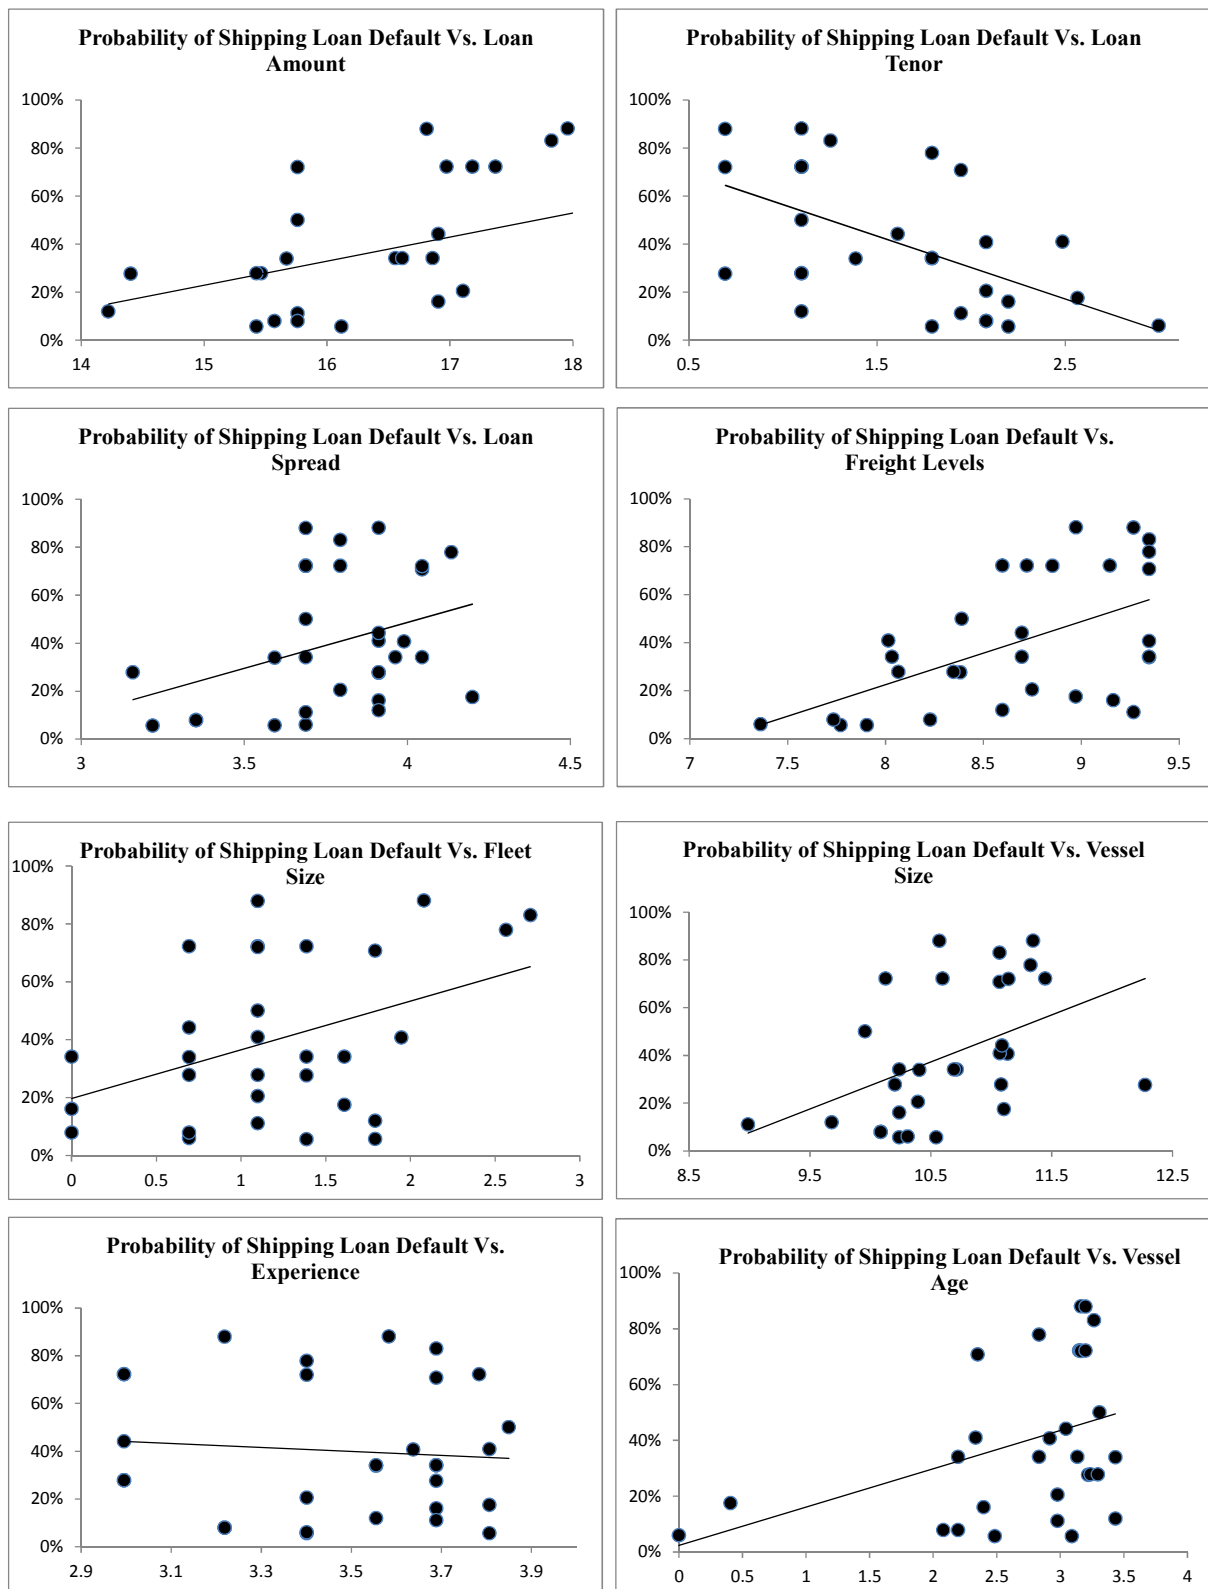 Probability of Shipping Loan Default Vs. Loan
Amount
100%
80%
60%
40%
20%
0%
14 15 16 17 18
Probability of Shipping Loan Default Vs. Loan
Tenor
100%
80%
60%
40%
20%
0%
0.5 1.5 2.5
Probability of Shipping Loan Default Vs. Loan
Spread
100%
80%
60%
40%
20%
0%
3 3.5 4 4.5
Probability of Shipping Loan Default Vs.
Freight Levels
100%
80%
60%
40%
20%
0%
7 7.5 8 8.5 9 9.5
Probability of Shipping Loan Default Vs. Fleet
Size
100%
80%
60%
40%
20%
0%
0 0.5 1 1.5 2 2.5 3
Probability of Shipping Loan Default Vs. Vessel
Size
100%
80%
60%
40%
20%
0%
8.5 9.5 10.5 11.5 12.5
Probability of Shipping Loan Default Vs.
Experience
100%
80%
60%
40%
20%
0%
2.9 3.1 3.3 3.5 3.7 3.9
Probability of Shipping Loan Default Vs. Vessel
Age
100%
80%
60%
40%
20%
0%
0 0.5 1 1.5 2 2.5 3 3.5 4